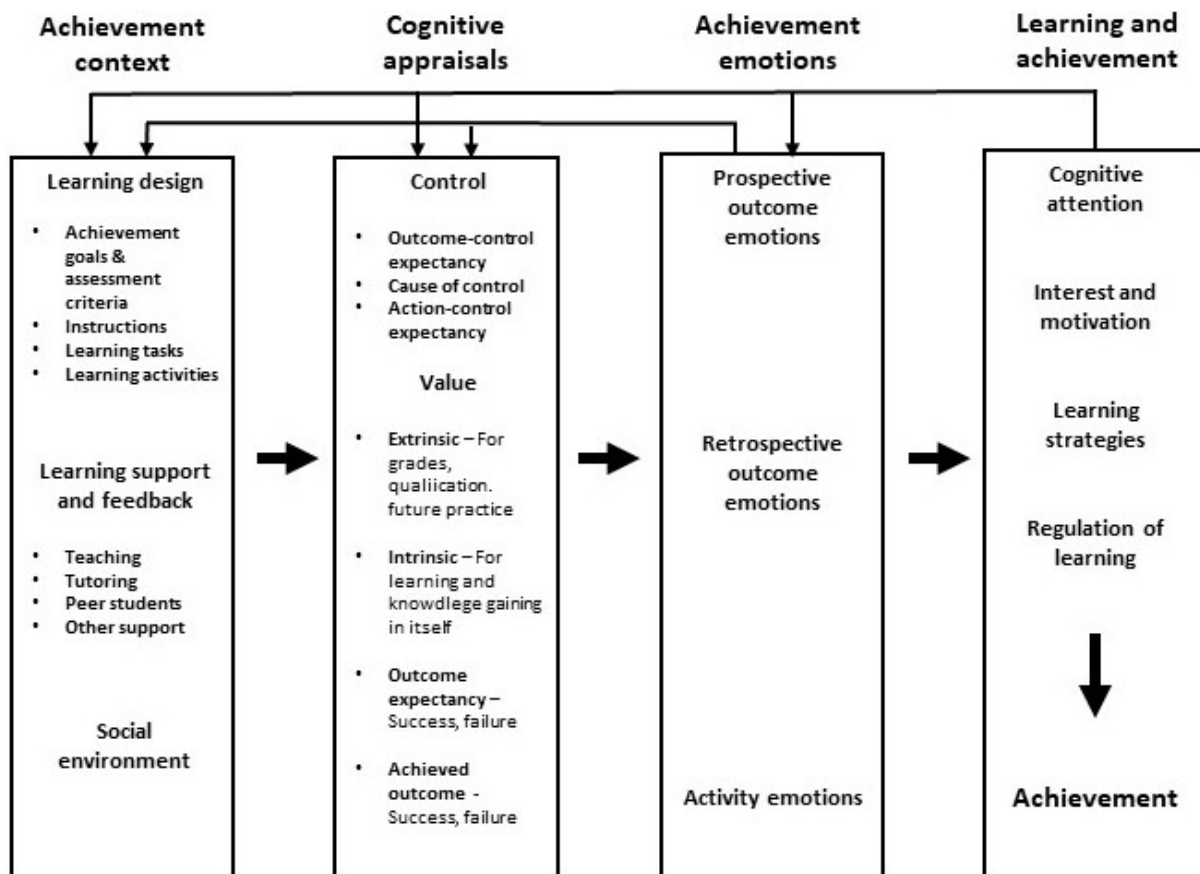 Achievement
context
Cognitive
appraisals
Achievement
emotions
Learning and
achievement
Learning design
• Achievement
goals &
assessment
criteria
• Instructions
• Learning tasks
• Learning activities
Learning support
and feedback
• Teaching
• Tutoring
• Peer students
• Other support
Social
environment
Control
• Outcome-control
expectancy
• Cause of control
• Action-control
expectancy
Value
• Extrinsic – For
grades,
qualiication.
future practice
• Intrinsic – For
learning and
knowdlege gaining
in itself
• Outcome
expectancy –
Success, failure
• Achieved
outcome -
Success, failure
Prospective
outcome
emotions
Retrospective
outcome
emotions
Activity emotions
Cognitive
attention
Interest and
motivation
Learning
strategies
Regulation of
learning
Achievement